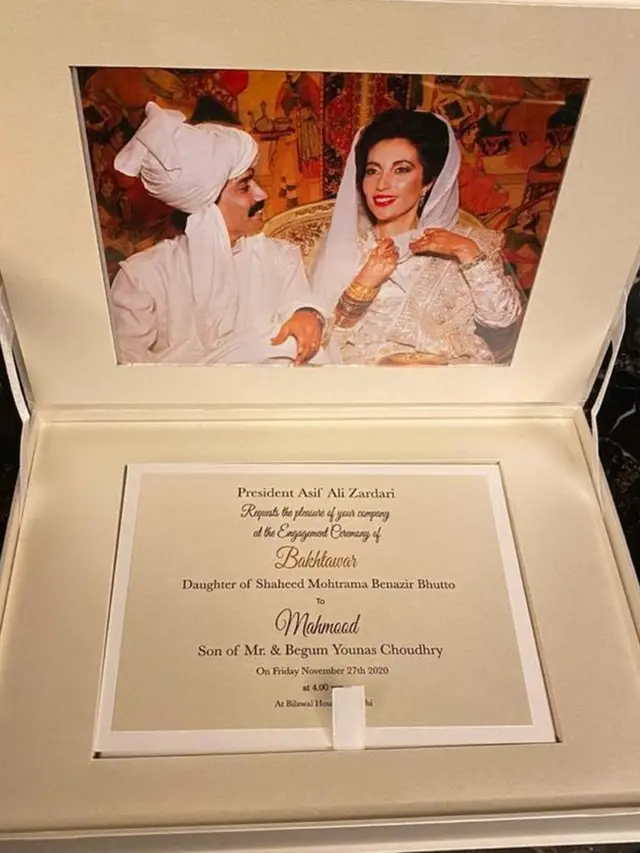 President Asif Ali Zardari
Requests the pleasure of your company
at the Engagement Ceremony of
Bakhtawar
Daughter of Shaheed Mohtrama Benazir Bhutto
To
Mahmood
Son of Mr. & Begum Younas Choudhry
On Friday November 27th 2020
at 4.00
At Bilawal